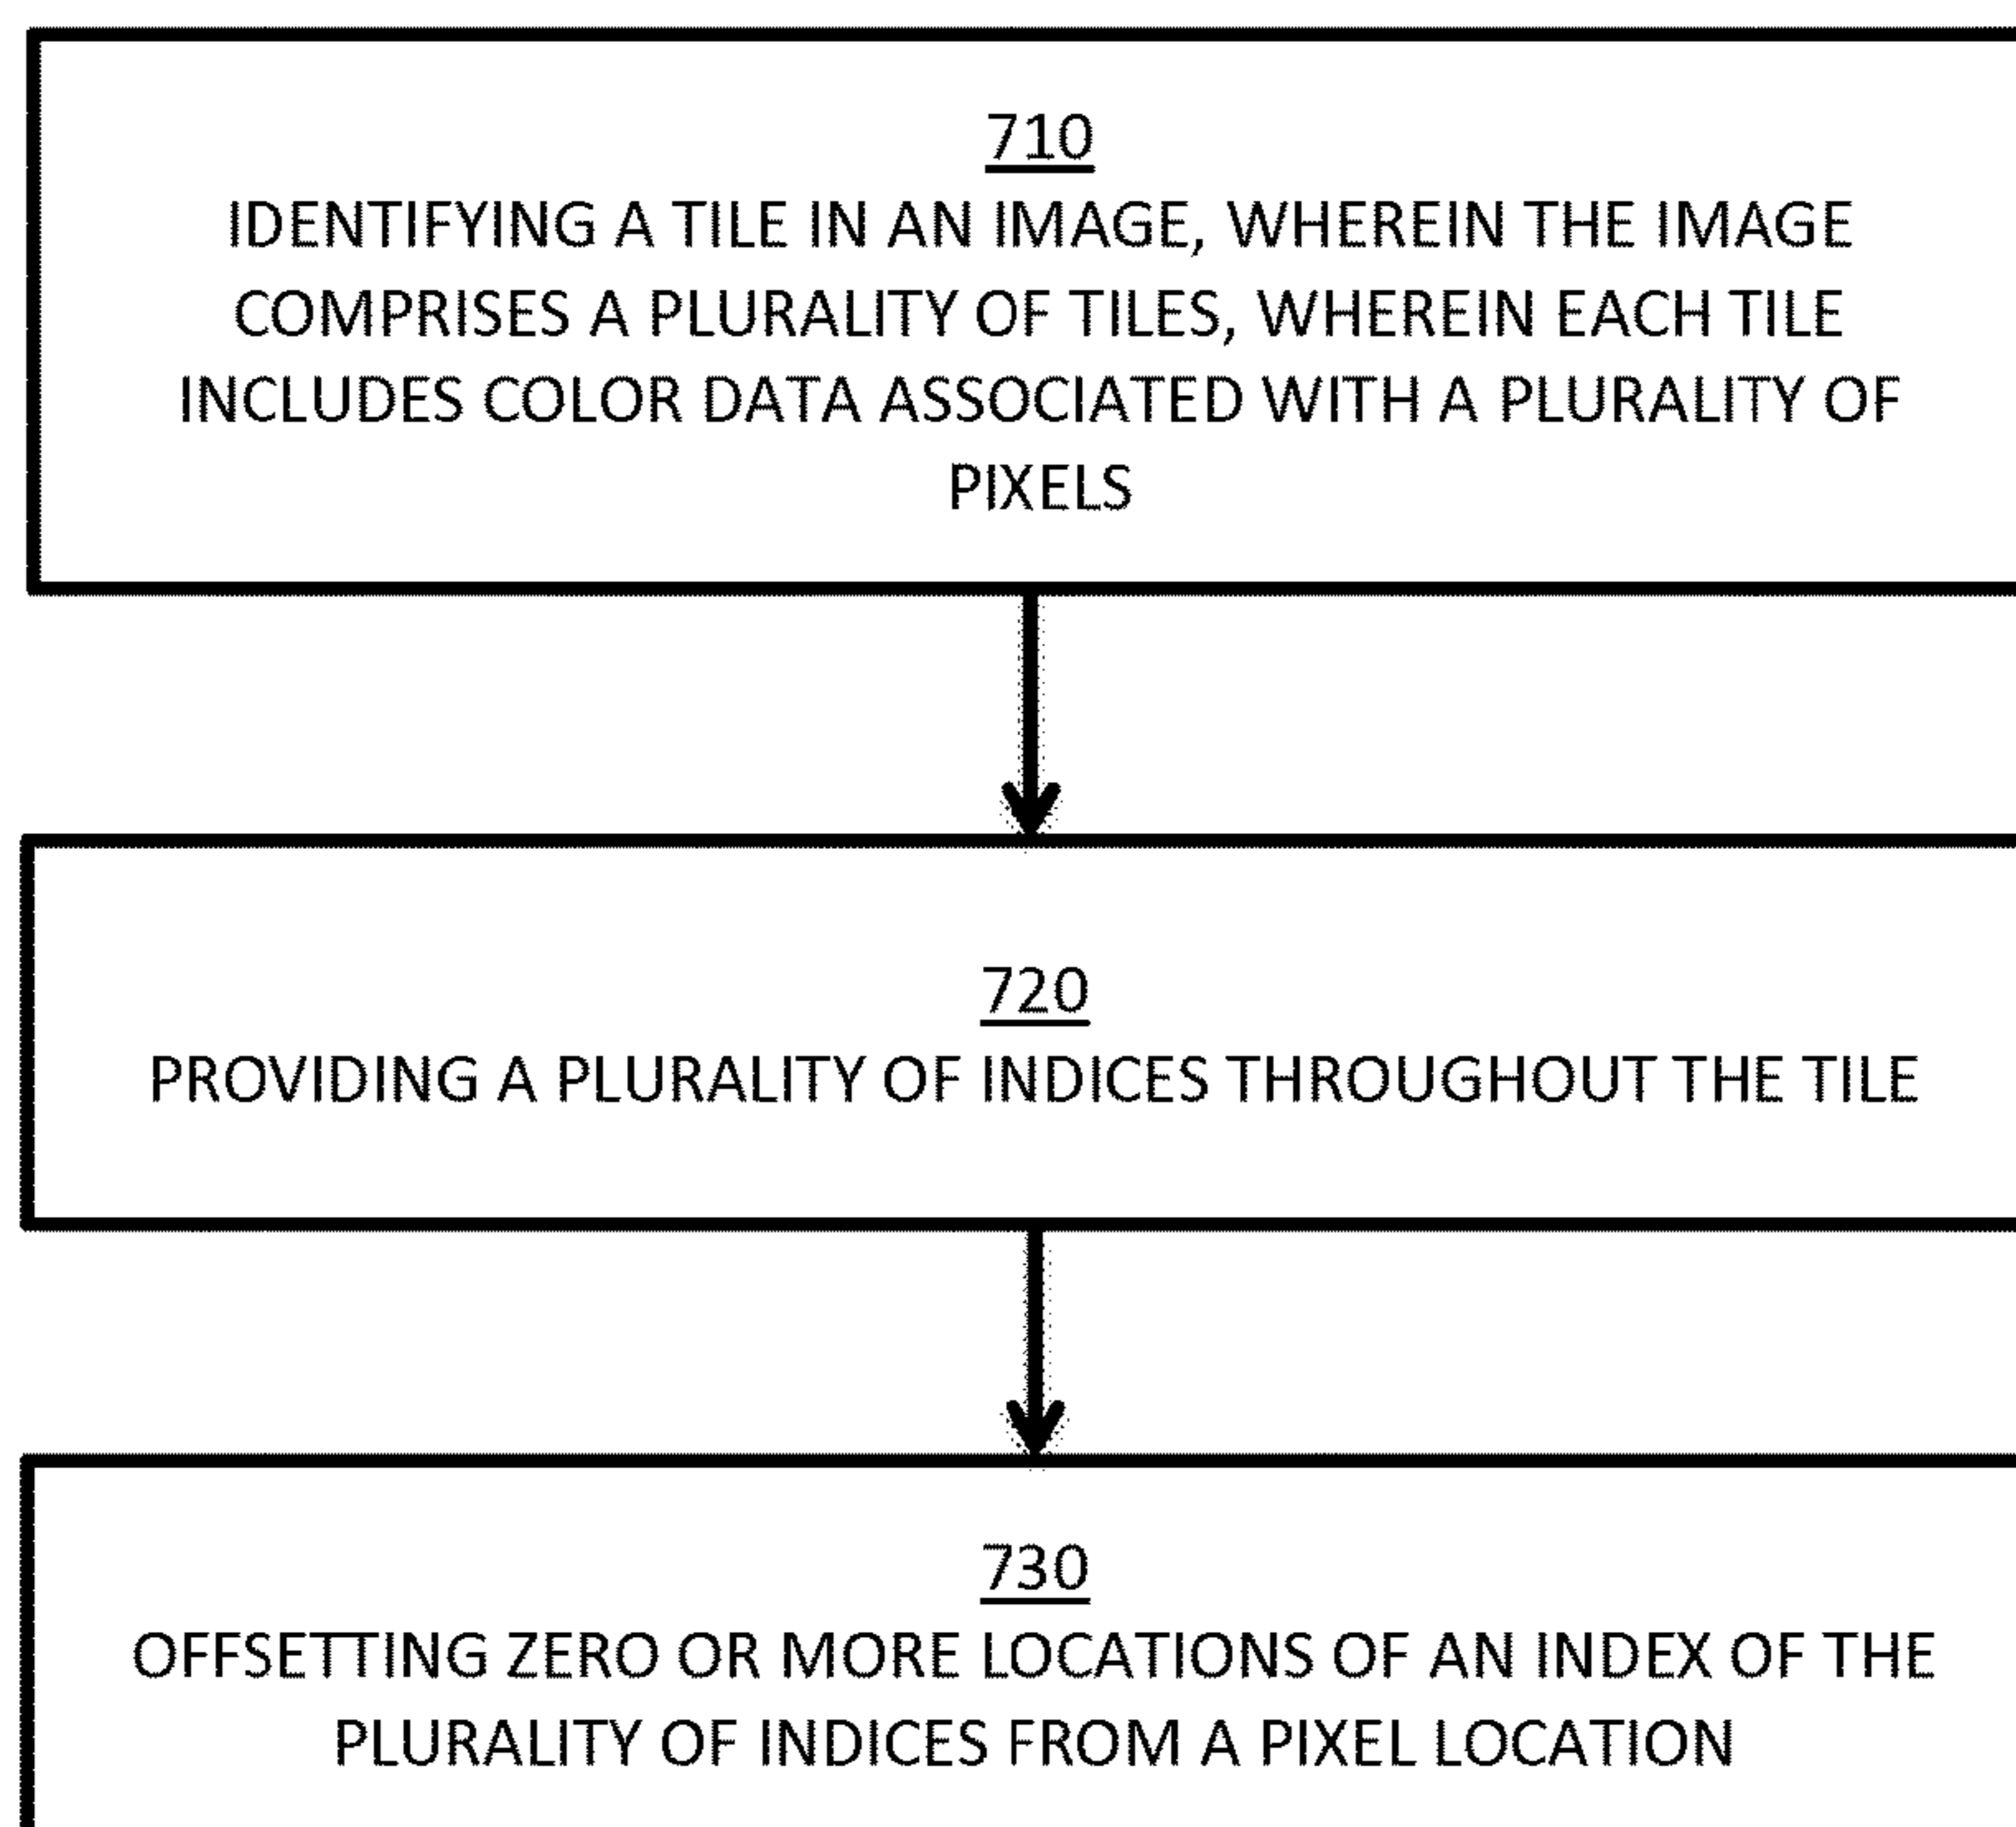 710
IDENTIFYING A TILE IN AN IMAGE, WHEREIN THE IMAGE
COMPRISES A PLURALITY OF TILES, WHEREIN EACH TILE
INCLUDES COLOR DATA ASSOCIATED WITH A PLURALITY OF
PIXELS
720
PROVIDING A PLURALITY OF INDICES THROUGHOUT THE TILE
730
OFFSETTING ZERO OR MORE LOCATIONS OF AN INDEX OF THE
PLURALITY OF INDICES FROM A PIXEL LOCATION